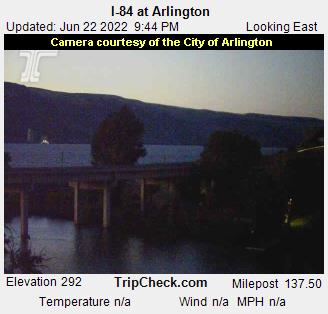 I-84 at Arlington
Updated: Jun 22 2022 9:44 PM Looking East
Camera courtesy of the City of Arlington
Elevation 292 TripCheck.com Milepost 137.50
Temperature n/a Wind n/a MPH n/a